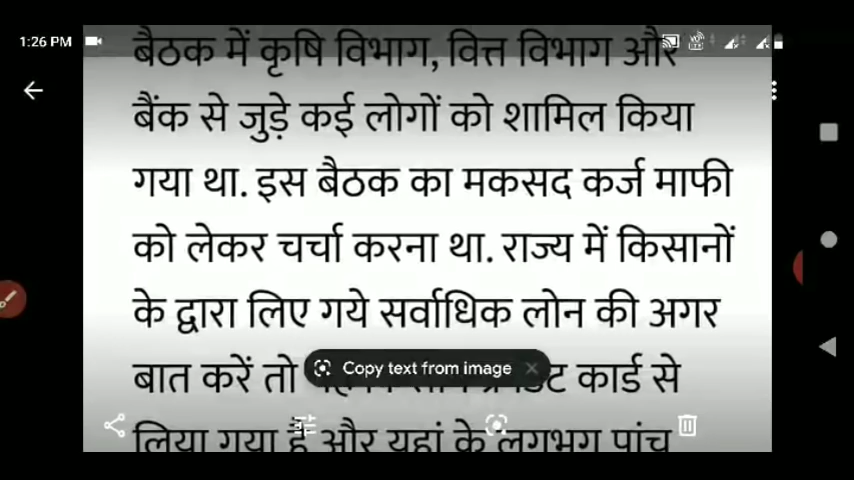 1:26 PM
बैठक में कृषि विभाग, वित्त विभाग और
बैंक से जुड़े कई लोगों को शामिल किया
गया था. इस बैठक का मकसद कर्ज माफी
को लेकर चर्चा करना था. राज्य में किसानों
के द्वारा लिए गये सर्वाधिक लोन की अगर
बात करें तो कार्ड से
Copy text from image
लिया गया है और यहां के लगभग पांच